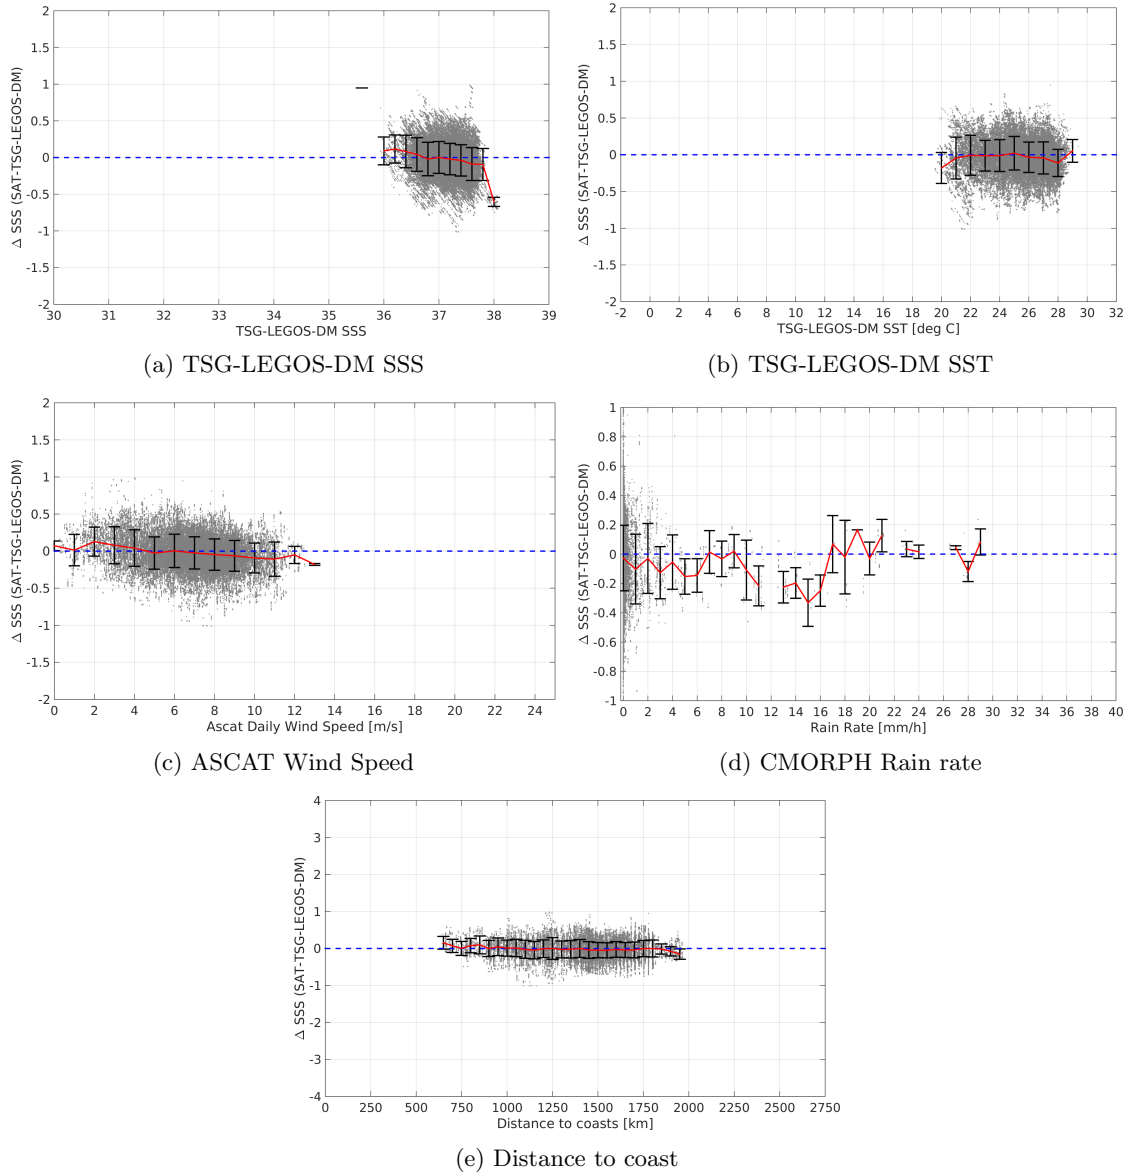 2
1.5
1
0.5
0
-0.5
-1
-1.5
-2
Δ SSS (SAT-TSG-LEGOS-DM)
30 31 32 33 34 35 36 37 38 39
TSG-LEGOS-DM SSS
(a) TSG-LEGOS-DM SSS
2
1.5
1
0.5
0
-0.5
-1
-1.5
-2
Δ SSS (SAT-TSG-LEGOS-DM)
-2 0 2 4 6 8 10 12 14 16 18 20 22 24 26 28 30 32
TSG-LEGOS-DM SST [deg C]
(b) TSG-LEGOS-DM SST
2
1.5
1
0.5
0
-0.5
-1
-1.5
-2
Δ SSS (SAT-TSG-LEGOS-DM)
0 2 4 6 8 10 12 14 16 18 20 22 24
Ascat Daily Wind Speed [m/s]
(c) ASCAT Wind Speed
1
0.8
0.6
0.4
0.2
0
-0.2
-0.4
-0.6
-0.8
-1
Δ SSS (SAT-TSG-LEGOS-DM)
0 2 4 6 8 10 12 14 16 18 20 22 24 26 28 30 32 34 36 38 40
Rain Rate [mm/h]
(d) CMORPH Rain rate
4
3
2
1
0
-1
-2
-3
-4
Δ SSS (SAT-TSG-LEGOS-DM)
0 250 500 750 1000 1250 1500 1750 2000 2250 2500 2750
Distance to coasts [km]
(e) Distance to coast